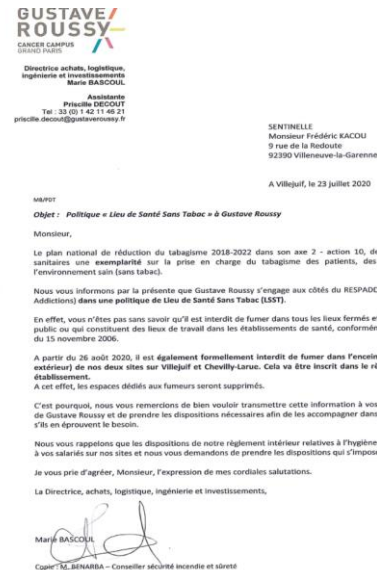 GUSTAVE/
ROUSSY
CANCER CAMPUS
GRAND PARIS
Directrice achats, logistique,
ingénierie et investissements
Marie BASCOUL
Assistante
Priscille DECOUT
Tel : 33 (0) 1 42 11 46 21
priscille.decout@gustaveroussy.fr
SENTINELLE
Monsieur Frédéric KACOU
9 rue de la Redoute
92390 Villeneuve-la-Garenne
A Villejuif, le 23 juillet 2020
MB/PDT
Objet : Politique « Lieu de Santé Sans Tabac » à Gustave Roussy
Monsieur,
Le plan national de réduction du tabagisme 2018-2022 dans son axe 2 - action 10, de
sanitaires une exemplarité sur la prise en charge du tabagisme des patients, des
l'environnement sain (sans tabac).
Nous vous informons par la présente que Gustave Roussy s'engage aux côtés du RESPADD
Addictions) dans une politique de Lieu de Santé Sans Tabac (LSST).
En effet, vous n'êtes pas sans savoir qu'il est interdit de fumer dans tous les lieux fermés et
public ou qui constituent des lieux de travail dans les établissements de santé, conformém
du 15 novembre 2006.
A partir du 26 août 2020, il est également formellement interdit de fumer dans l'encein
extérieur) de nos deux sites sur Villejuif et Chevilly-Larue. Cela va être inscrit dans le rè
établissement.
A cet effet, les espaces dédiés aux fumeurs seront supprimés.
C'est pourquoi, nous vous remercions de bien vouloir transmettre cette information à vos
de Gustave Roussy et de prendre les dispositions nécessaires afin de les accompagner dans
s'ils en éprouvent le besoin.
Nous vous rappelons que les dispositions de notre règlement intérieur relatives à l'hygiène
à vos salariés sur nos sites et nous vous demandons de prendre les dispositions qui s'impose
Je vous prie d'agréer, Monsieur, l'expression de mes cordiales salutations.
La Directrice, achats, logistique, ingénierie et investissements,
Marie BASCOUL
Copie : M. BENARBA – Conseiller sécurité incendie et sûreté